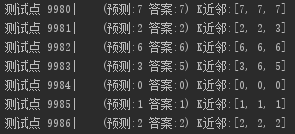 测试点 9980| (预测:7 答案:7) K近邻:[7, 7, 7]
测试点 9981| (预测:2 答案:2) K近邻:[2, 2, 3]
测试点 9982| (预测:6 答案:6) K近邻:[6, 6, 6]
测试点 9983| (预测:3 答案:5) K近邻:[3, 6, 5]
测试点 9984| (预测:0 答案:0) K近邻:[0, 0, 0]
测试点 9985| (预测:1 答案:1) K近邻:[1, 1, 1]
测试点 9986| (预测:2 答案:2) K近邻:[2, 2, 2]